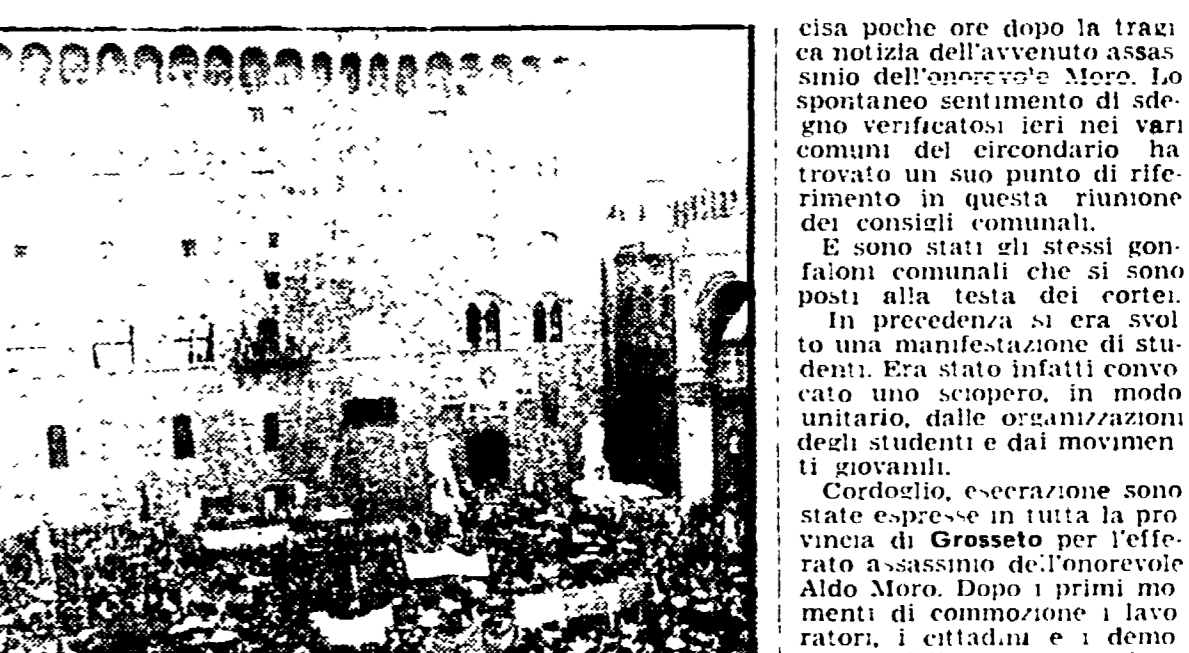 cisa poche ore dopo la tragi
ca notizia dell'avvenuto assas
sinio dell'onorevole Moro. Lo
spontaneo sentimento di sde-
gno verificatosi ieri nei vari
comuni del circondario ha
trovato un suo punto di rife-
rimento in questa riunione
dei consigli comunali.
E sono stati gli stessi gon-
faloni comunali che si sono
posti alla testa dei cortei.
In precedenza si era svol
to una manifestazione di stu-
denti. Era stato infatti convo
cato uno sciopero, in modo
unitario, dalle organizzazioni
degli studenti e dai movimen
ti giovanili.
Cordoglio, esecrazione sono
state espresse in tutta la pro
vincia di Grosseto per l'effe-
rato assassinio dell'onorevole
Aldo Moro. Dopo i primi mo
menti di commozione i lavo
ratori, i cittadini e i demo